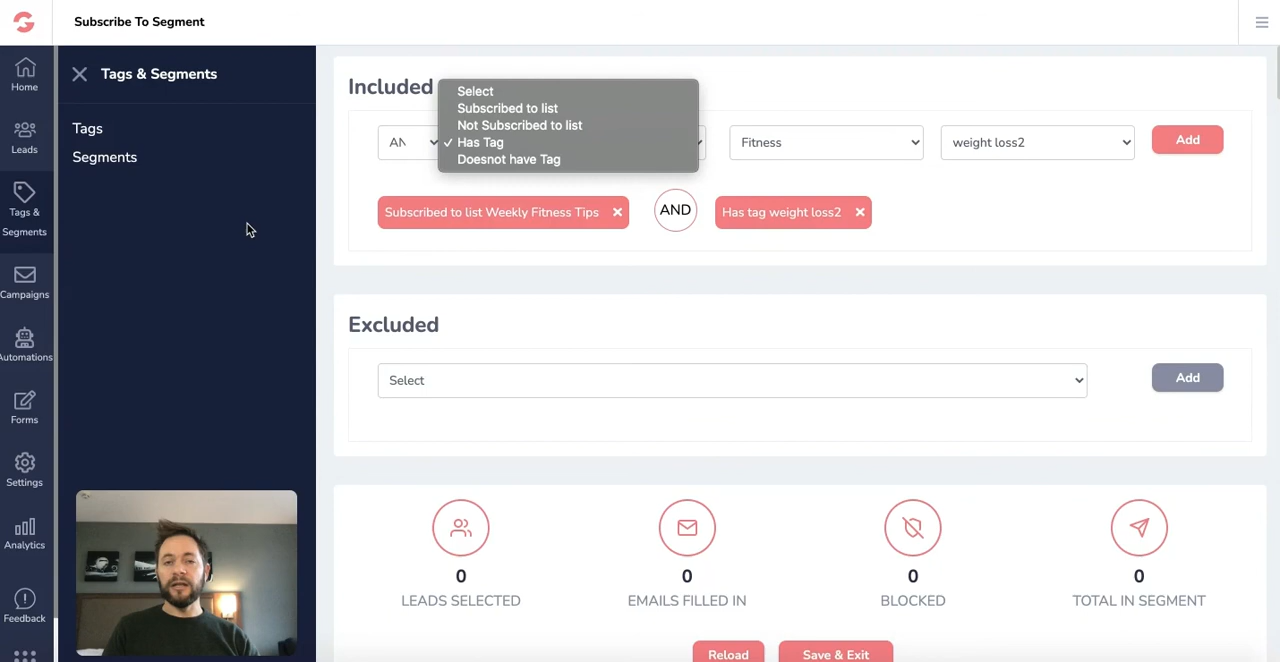 Subscribe To Segment
Home
Leads
Tags &
Segments
Campaigns
Automations
Forms
Settings
Analytics
Feedback
Tags & Segments
Tags
Segments
Included
Select
Subscribed to list
Not Subscribed to list
✓ Has Tag
Doesnot have Tag
AN
Fitness
weight loss2
Add
Subscribed to list Weekly Fitness Tips ×
AND
Has tag weight loss2 ×
Excluded
Select
Add
0
LEADS SELECTED
0
EMAILS FILLED IN
0
BLOCKED
0
TOTAL IN SEGMENT
Reload
Save & Exit